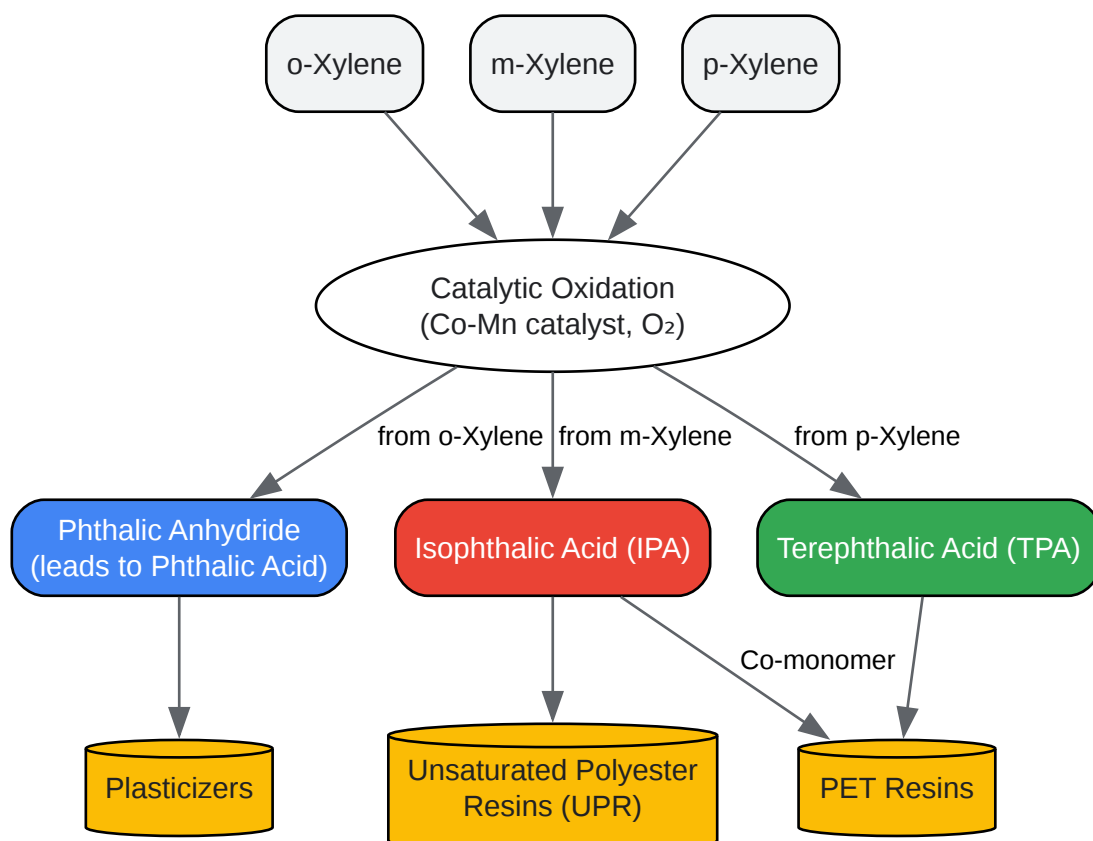 o-Xylene
m-Xylene
p-Xylene
Catalytic Oxidation
(Co-Mn catalyst, O₂)
from o-Xylene
from m-Xylene
from p-Xylene
Phthalic Anhydride
(leads to Phthalic Acid)
Isophthalic Acid (IPA)
Terephthalic Acid (TPA)
Co-monomer
Plasticizers
Unsaturated Polyester
Resins (UPR)
PET Resins